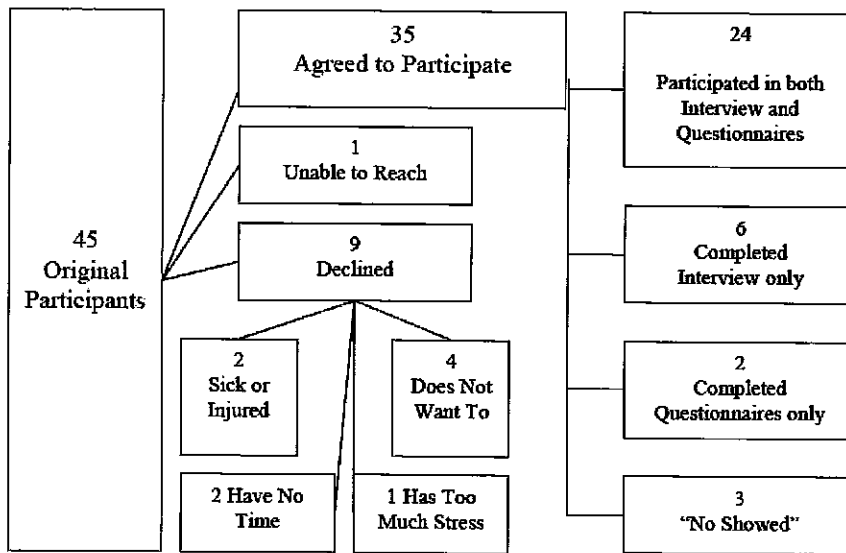 45
Original
Participants
35
Agreed to Participate
1
Unable to Reach
9
Declined
2
Sick or
Injured
4
Does Not
Want To
2 Have No
Time
1 Has Too
Much Stress
24
Participated in both
Interview and
Questionnaires
6
Completed
Interview only
2
Completed
Questionnaires only
3
“No Showed”